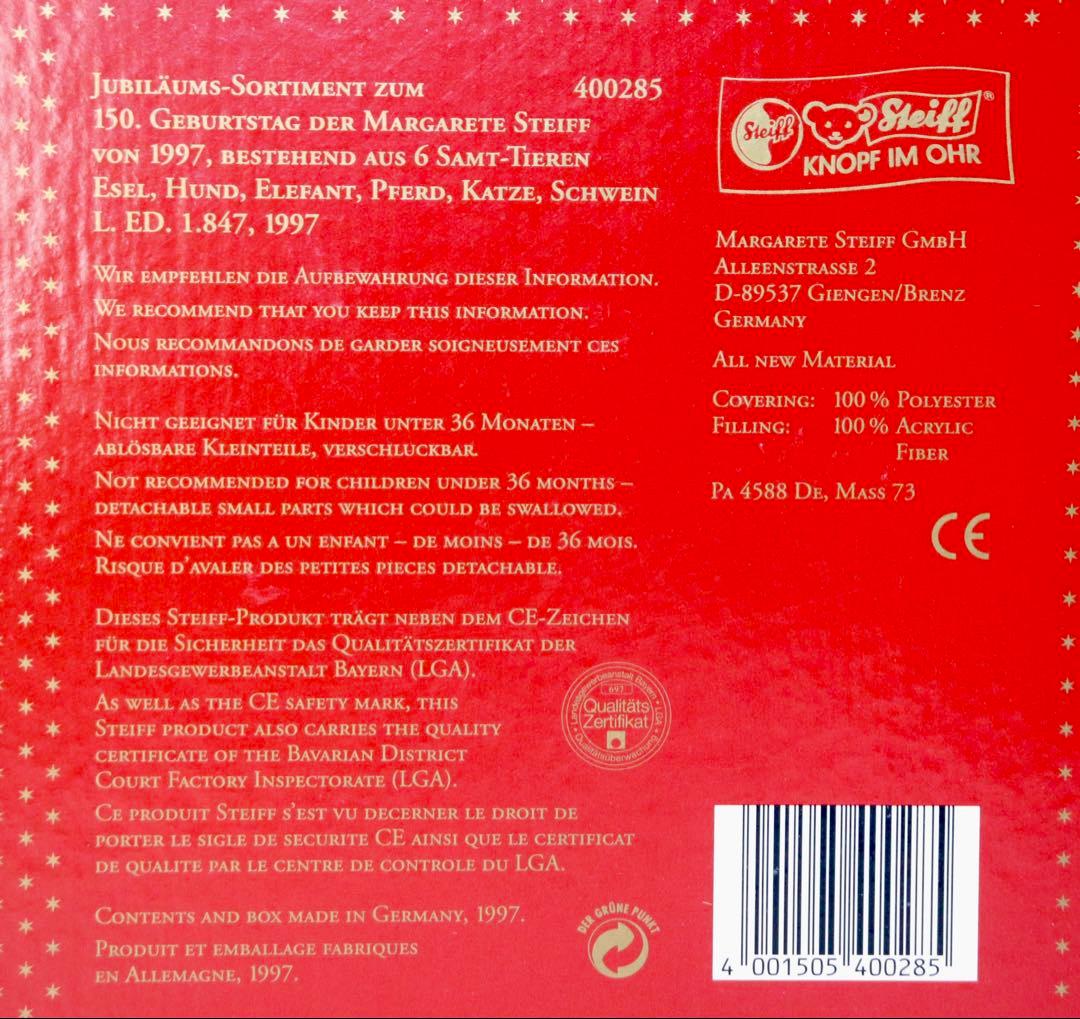 Jubiläums-Sortiment zum 400285
150. Geburtstag der Margarete Steiff
von 1997, bestehend aus 6 Samt-Tieren
Esel, Hund, Elefant, Pferd, Katze, Schwein
L. ED. 1.847, 1997
Wir empfehlen die Aufbewahrung dieser Information.
We recommend that you keep this information.
Nous recommandons de garder soigneusement ces
informations.
Nicht geeignet für Kinder unter 36 Monaten –
ablösbare Kleinteile, verschluckbar.
Not recommended for children under 36 months –
detachable small parts which could be swallowed.
Ne convient pas a un enfant – de moins – de 36 mois.
Risque d'avaler des petites pieces detachable.
Dieses Steiff-Produkt trägt neben dem CE-Zeichen
für die Sicherheit das Qualitätszertifikat der
Landesgewerbeanstalt Bayern (LGA).
As well as the CE safety mark, this
Steiff product also carries the quality
certificate of the Bavarian District
Court Factory Inspectorate (LGA).
Ce produit Steiff s'est vu decerner le droit de
porter le sigle de securite CE ainsi que le certificat
de qualite par le centre de controle du LGA.
Contents and box made in Germany, 1997.
Produit et emballage fabriques
en Allemagne, 1997.
Landesgewerbeanstalt Bayern • LGA •
697
Qualitäts
Zertifikat
Qualitätsüberwachung
DER GRÜNE PUNKT
Steiff
Steiff®
KNOPF IM OHR
Margarete Steiff GmbH
Alleenstrasse 2
D-89537 Giengen/Brenz
Germany
All new Material
Covering: 100 % Polyester
Filling: 100 % Acrylic
Fiber
Pa 4588 De, Mass 73
CE
4 001505 400285